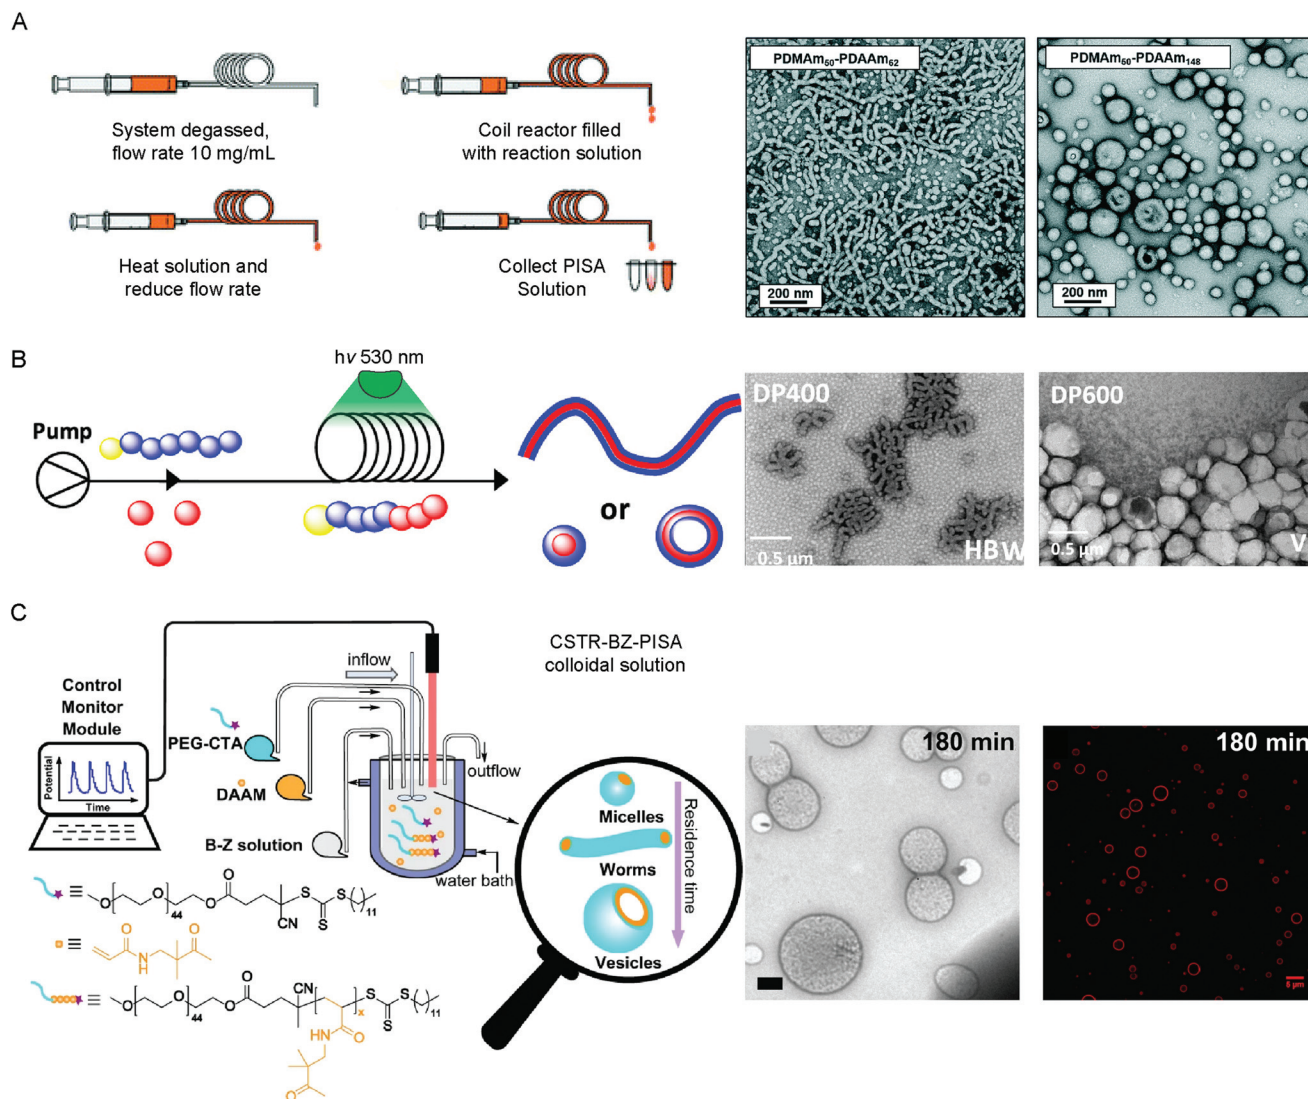 A
System degassed,
flow rate 10 mg/mL
Coil reactor filled
with reaction solution
Heat solution and
reduce flow rate
Collect PISA
Solution
PDMAm50-PDAAm62
200 nm
PDMAm50-PDAAm148
200 nm
B
hv 530 nm
Pump
or
DP400
0.5 µm
HBW
DP600
0.5 µm
V
C
CSTR-BZ-PISA
colloidal solution
Control
Monitor
Module
Potential
Time
inflow
PEG-CTA
DAAM
B-Z solution
outflow
water bath
Micelles
Worms
Vesicles
Residence time
180 min
180 min
5 µm
≡
O
O
44
O
O
CN
S
S
S
11
≡
O
N
H
O
≡
O
O
44
O
O
CN
x
S
S
S
11
HN
O
O